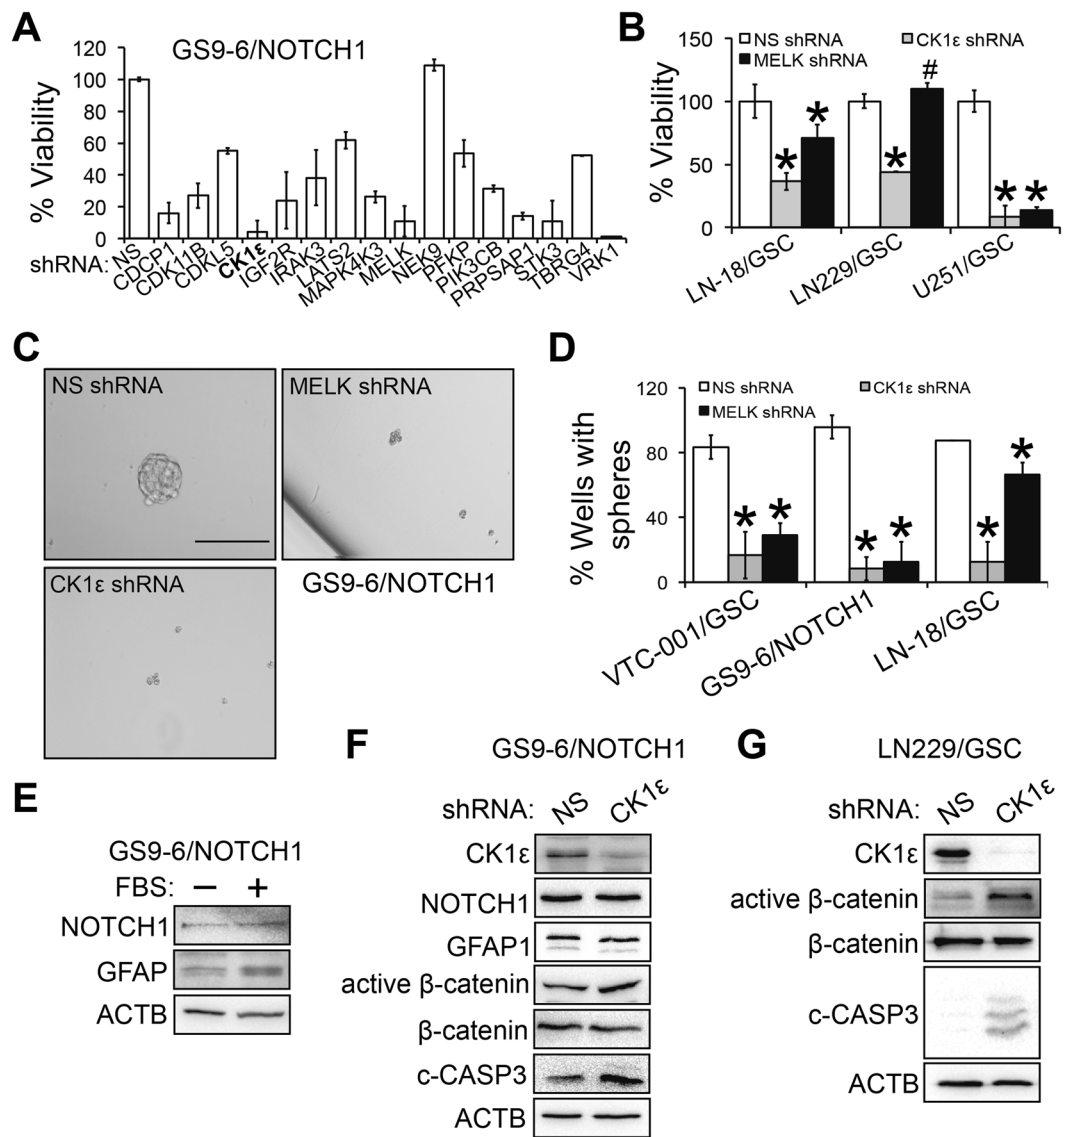 A
GS9-6/NOTCH1
% Viability
120
100
80
60
40
20
0
shRNA:
NS
CDCP1
CDK11B
CDKL5
CK1ε
IGF2R
IRAK3
LATS2
MAPK4K3
MELK
NEK9
PFKP
PIK3CB
PRPSAP1
STK3
TBRG4
VRK1
B
% Viability
150
100
50
0
NS shRNA
CK1ε shRNA
MELK shRNA
* * * # * *
LN-18/GSC
LN229/GSC
U251/GSC
C
NS shRNA
MELK shRNA
CK1ε shRNA
GS9-6/NOTCH1
D
% Wells with
spheres
120
80
40
0
NS shRNA
CK1ε shRNA
MELK shRNA
* * * * * *
VTC-001/GSC
GS9-6/NOTCH1
LN-18/GSC
E
GS9-6/NOTCH1
FBS: − +
NOTCH1
GFAP
ACTB
F
GS9-6/NOTCH1
shRNA: NS CK1ε
CK1ε
NOTCH1
GFAP1
active β-catenin
β-catenin
c-CASP3
ACTB
G
LN229/GSC
shRNA: NS CK1ε
CK1ε
active β-catenin
β-catenin
c-CASP3
ACTB